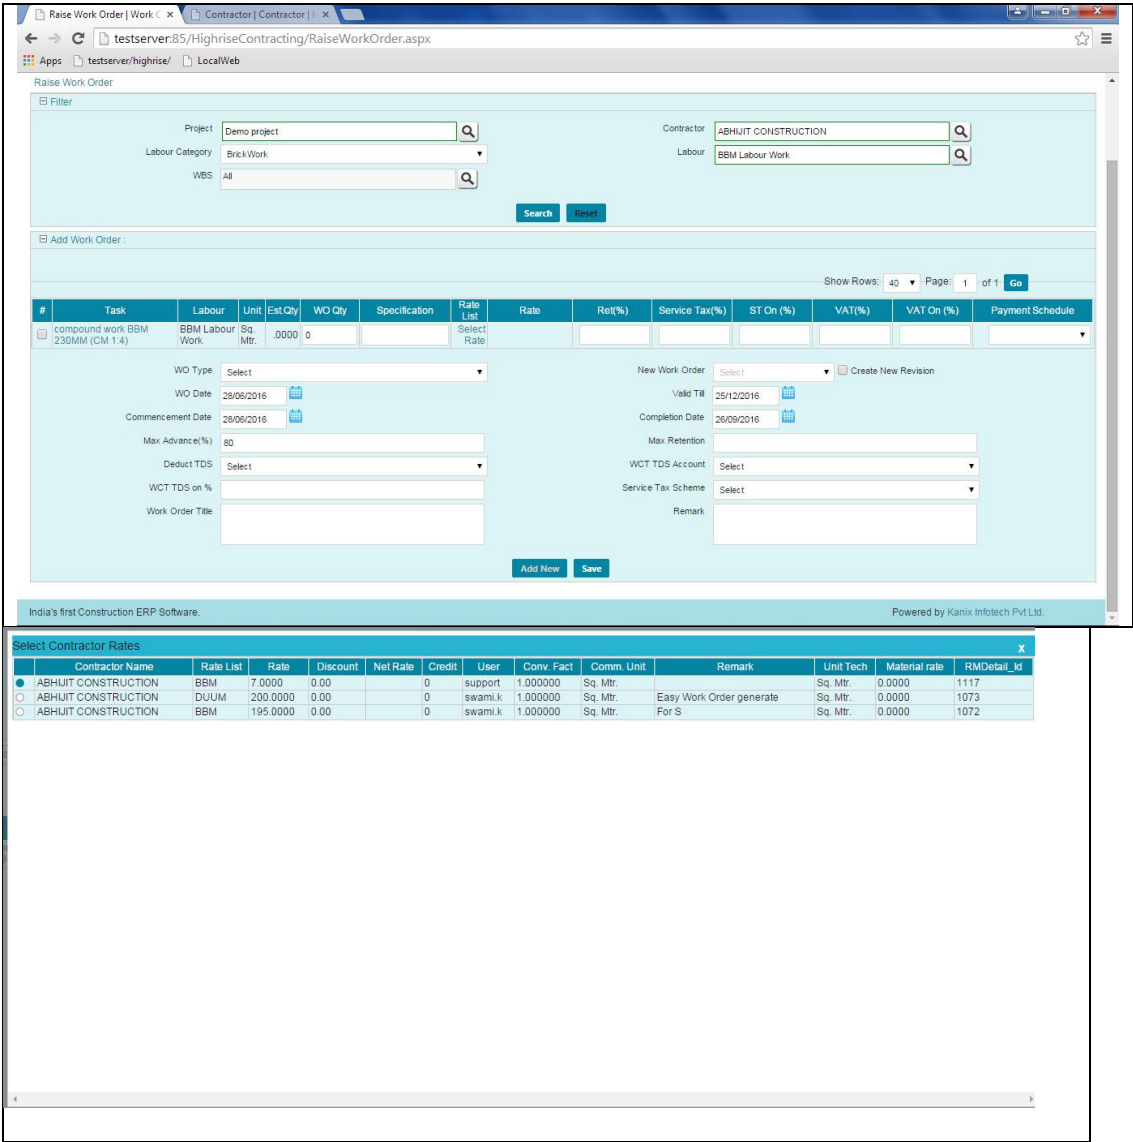 Raise Work Order | Work C x Contractor | Contractor | H x
testserver:85/HighriseContracting/RaiseWorkOrder.aspx
Apps testserver/highrise/ LocalWeb
Raise Work Order
Filter
Project Demo project Contractor ABHIJIT CONSTRUCTION
Labour Category BrickWork Labour BBM Labour Work
WBS All
Search Reset
Add Work Order :
Show Rows: 40 Page: 1 of 1 Go
# Task Labour Unit Est.Qty WO Qty Specification Rate List Rate Ret(%) Service Tax(%) ST On (%) VAT(%) VAT On (%) Payment Schedule
compound work BBM BBM Labour Sq. .0000 0 Select
230MM (CM 1:4) Work Mtr. Rate
WO Type Select New Work Order Select Create New Revision
WO Date 28/06/2016 Valid Till 25/12/2016
Commencement Date 28/06/2016 Completion Date 26/09/2016
Max Advance(%) 80 Max Retention
Deduct TDS Select WCT TDS Account Select
WCT TDS on % Service Tax Scheme Select
Work Order Title Remark
Add New Save
India's first Construction ERP Software. Powered by Kanix Infotech Pvt Ltd.
Select Contractor Rates x
Contractor Name Rate List Rate Discount Net Rate Credit User Conv. Fact Comm. Unit Remark Unit Tech Material rate RMDetail_Id
ABHIJIT CONSTRUCTION BBM 7.0000 0.00 0 support 1.000000 Sq. Mtr. Sq. Mtr. 0.0000 1117
ABHIJIT CONSTRUCTION DUUM 200.0000 0.00 0 swami.k 1.000000 Sq. Mtr. Easy Work Order generate Sq. Mtr. 0.0000 1073
ABHIJIT CONSTRUCTION BBM 195.0000 0.00 0 swami.k 1.000000 Sq. Mtr. For S Sq. Mtr. 0.0000 1072